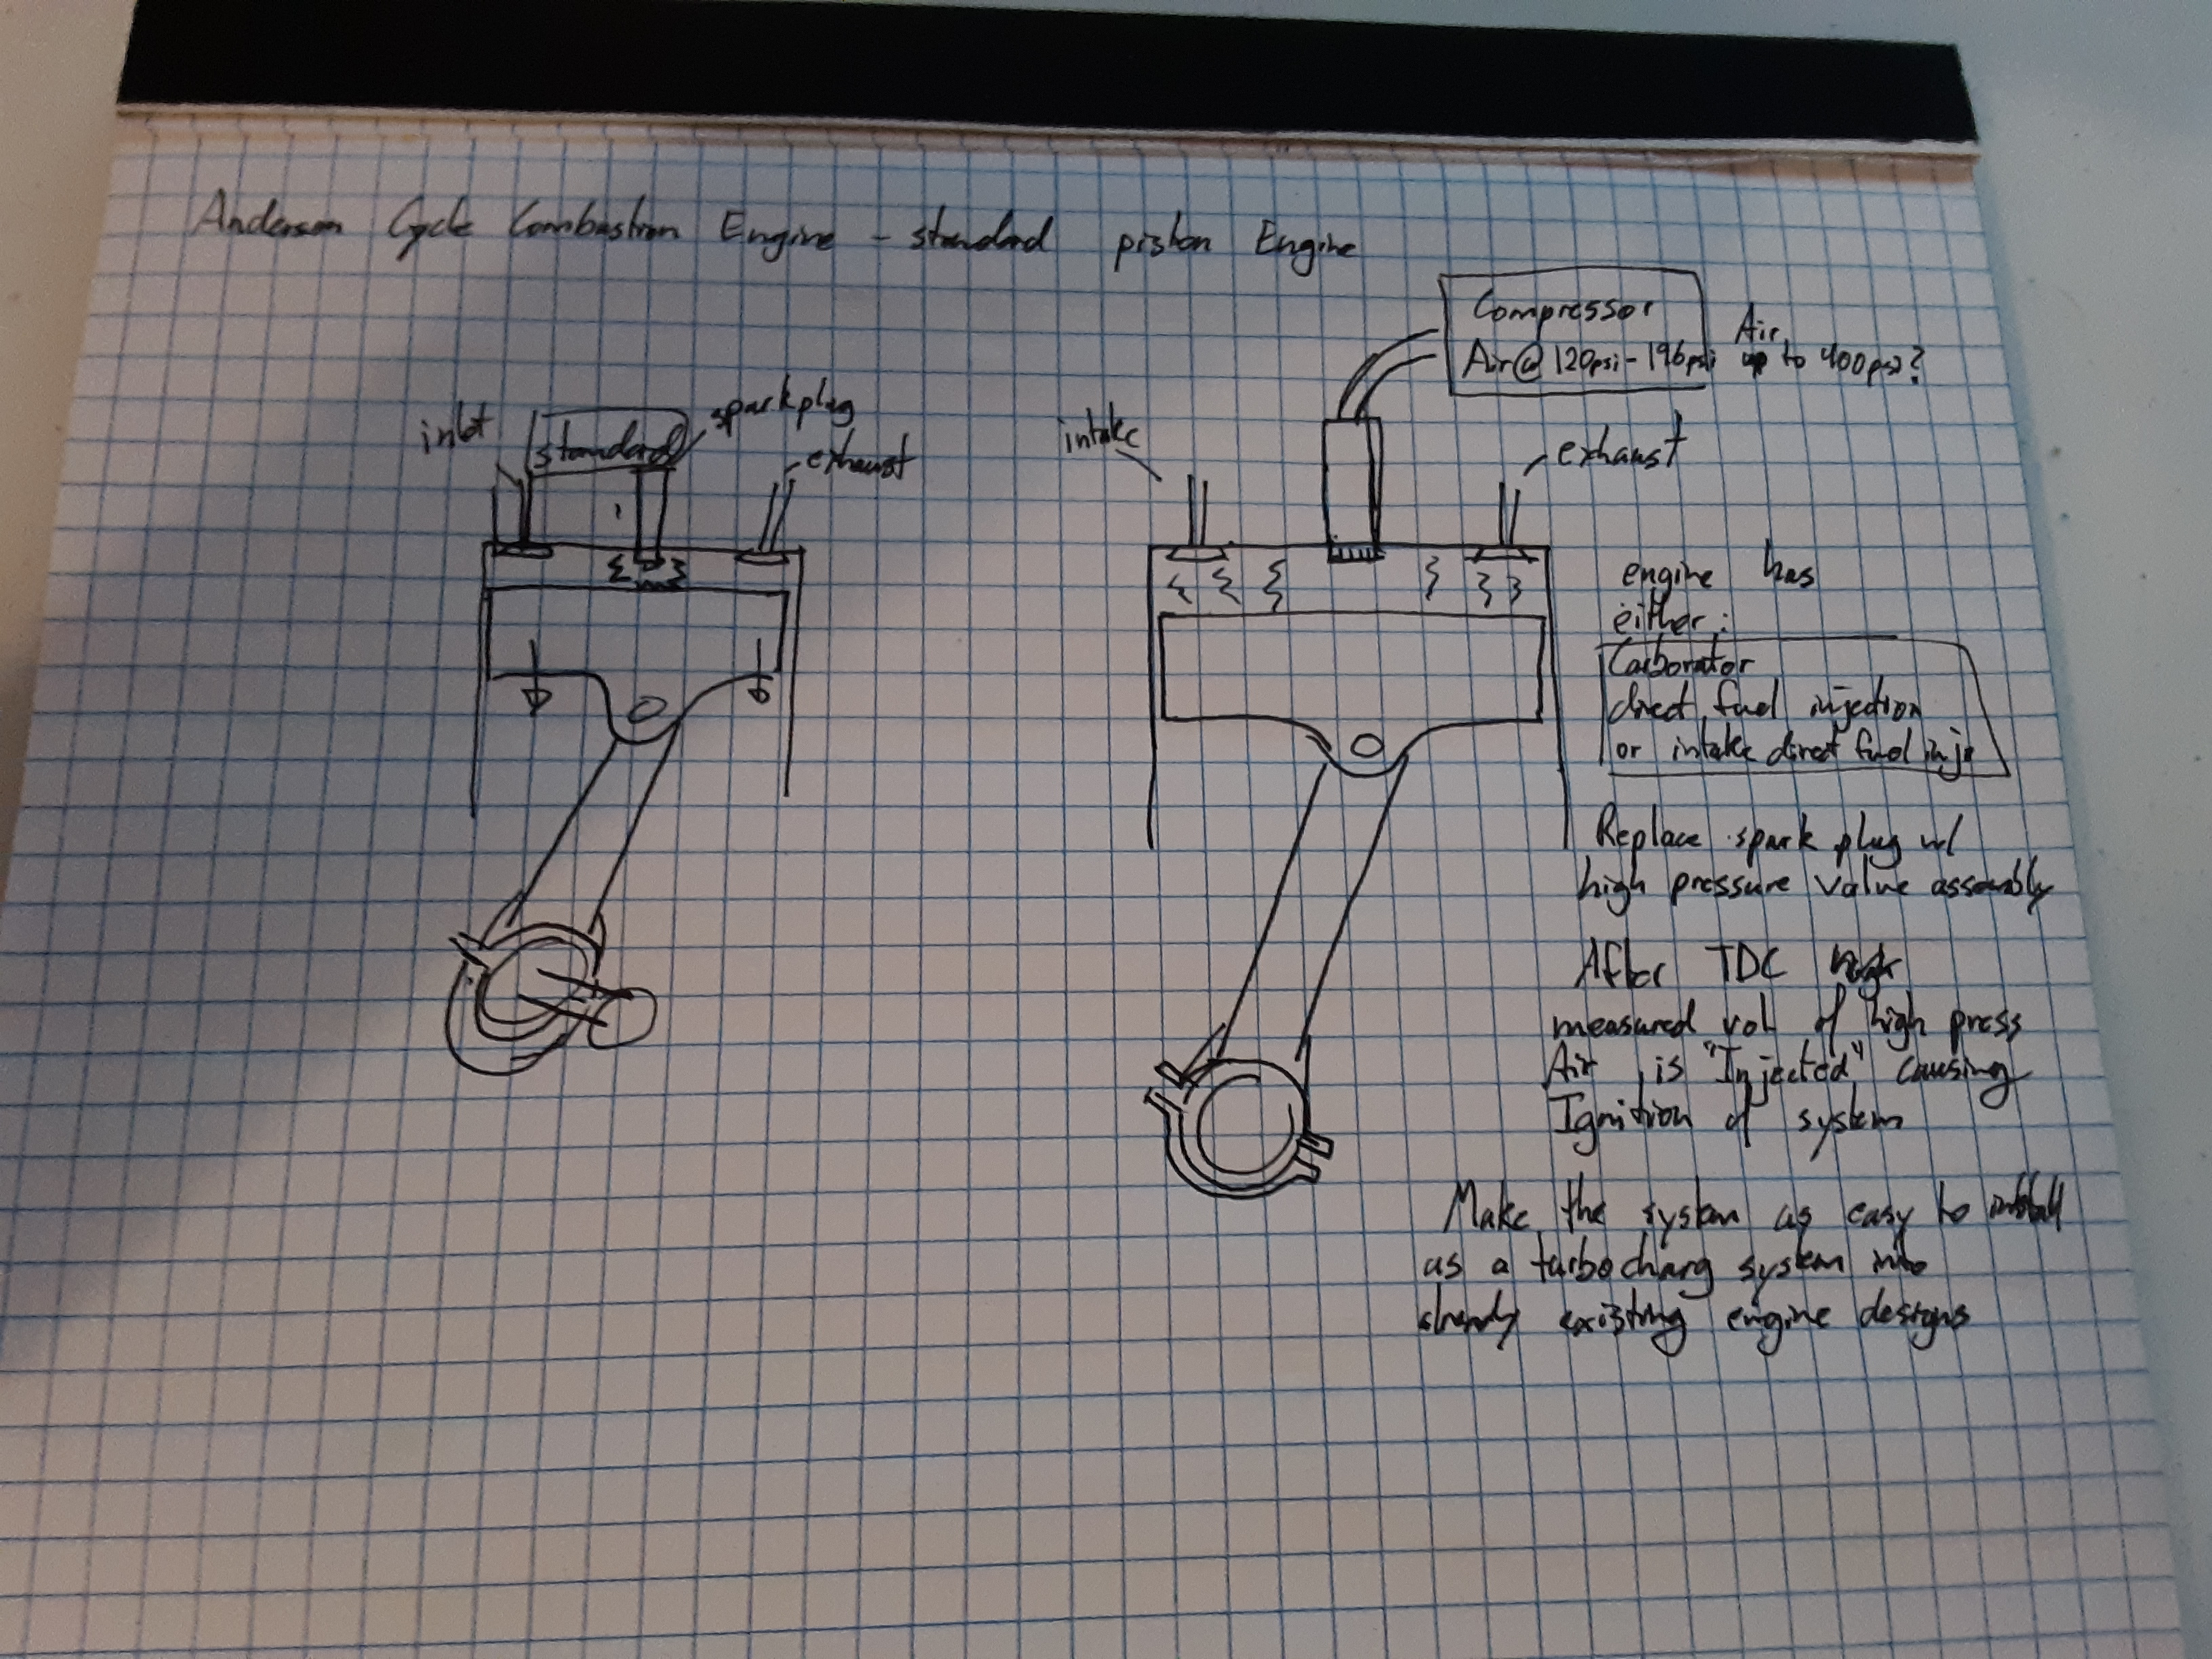 Anderson Cycle Combustion Engine - standard piston Engine
inlet
standard
sparkplug
exhaust
Compressor
Air@120psi-196psi
Air
up to 400psi?
intake
exhaust
engine has
either:
Carborator
direct fuel injection
or intake direct fuel inj
Replace spark plug w/
high pressure valve assembly
After TDC
measured vol of high press
Air is "Injected" causing
Ignition of system
Make the system as easy to install
as a turbocharg system into
already existing engine designs